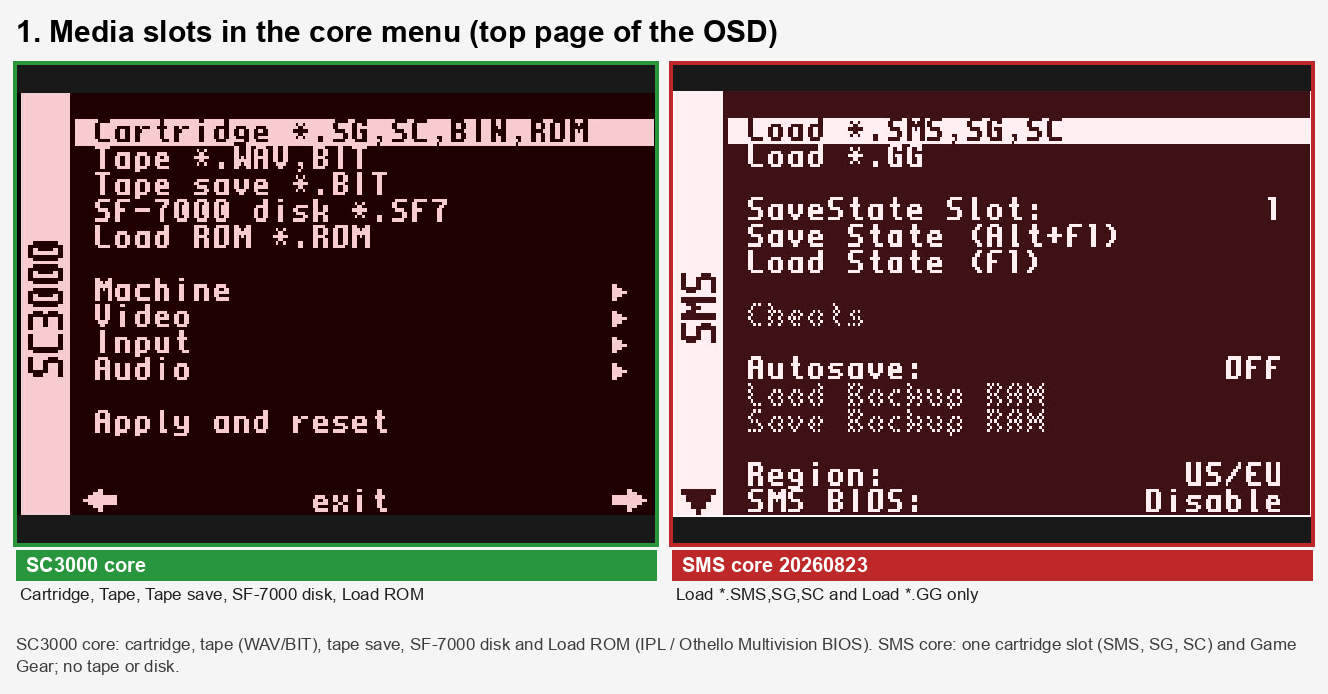 1. Media slots in the core menu (top page of the OSD)
SC3000
Cartridge *.SG,SC,BIN,ROM
Tape *.WAV,BIT
Tape save *.BIT
SF-7000 disk *.SF7
Load ROM *.ROM
Machine
Video
Input
Audio
Apply and reset
exit
SMS
Load *.SMS,SG,SC
Load *.GG
SaveState Slot: 1
Save State (Alt+F1)
Load State (F1)
Cheats
Autosave: OFF
Load Backup RAM
Save Backup RAM
Region: US/EU
SMS BIOS: Disable
SC3000 core
Cartridge, Tape, Tape save, SF-7000 disk, Load ROM
SMS core 20260823
Load *.SMS,SG,SC and Load *.GG only
SC3000 core: cartridge, tape (WAV/BIT), tape save, SF-7000 disk and Load ROM (IPL / Othello Multivision BIOS). SMS core: one cartridge slot (SMS, SG, SC) and Game
Gear; no tape or disk.